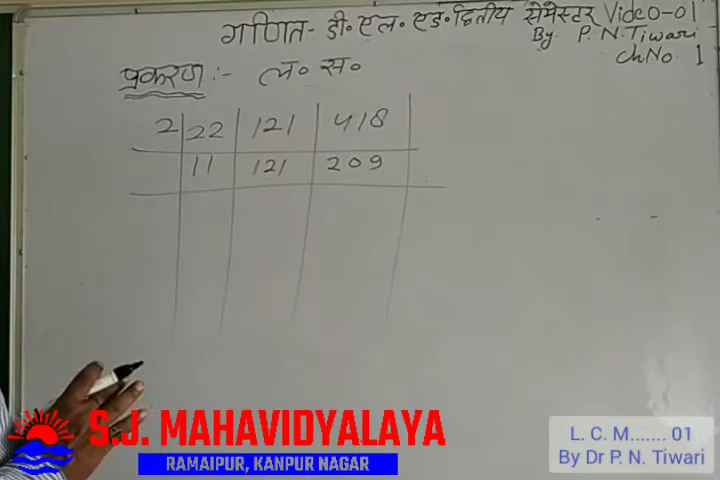 गणित- डी॰ एल॰ एड॰ द्वितीय सेमेस्टर Video-01
By. P. N. Tiwari
Ch.No. 1
प्रकरण :- ल॰ स॰
2 22 121 418
11 121 209
S.J. MAHAVIDYALAYA
RAMAIPUR, KANPUR NAGAR
L. C. M....... 01
By Dr P. N. Tiwari